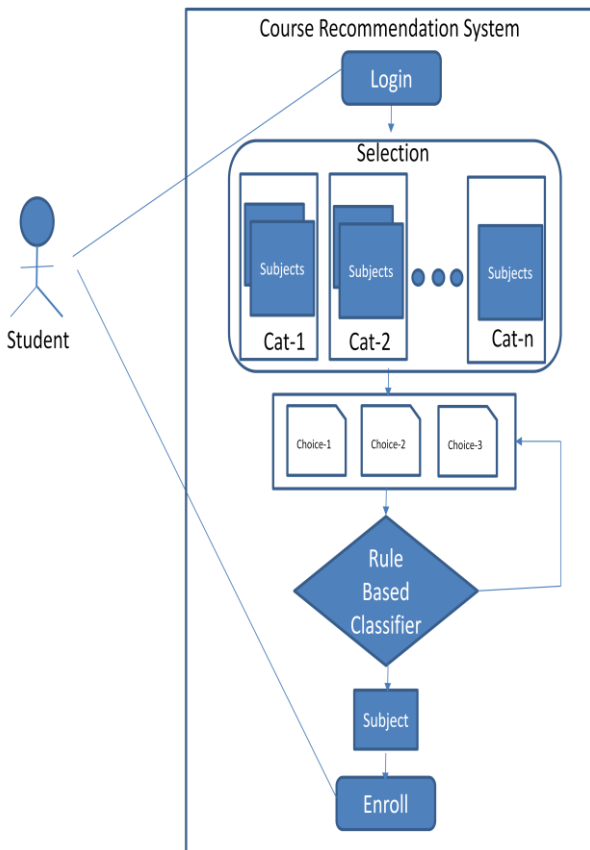 Course Recommendation System
Login
Selection
Subjects
Cat-1
Subjects
Cat-2
Subjects
Cat-n
Student
Choice-1
Choice-2
Choice-3
Rule
Based
Classifier
Subject
Enroll